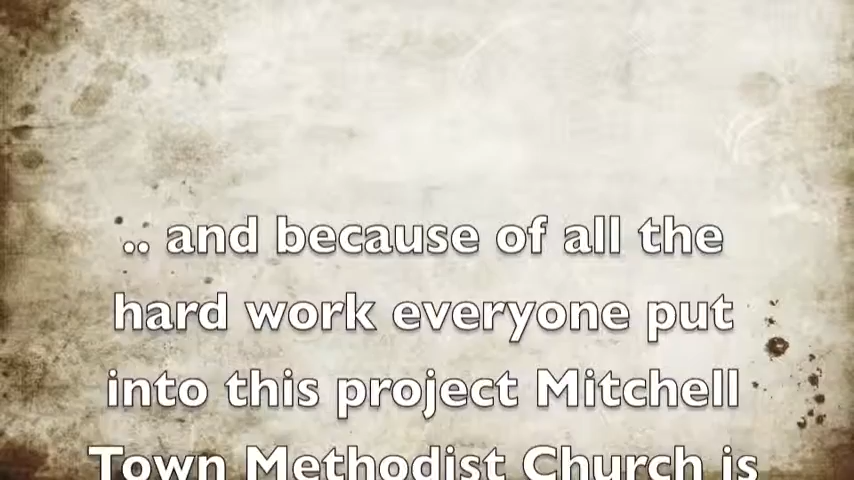 .. and because of all the
hard work everyone put
into this project Mitchell
Town Methodist Church is